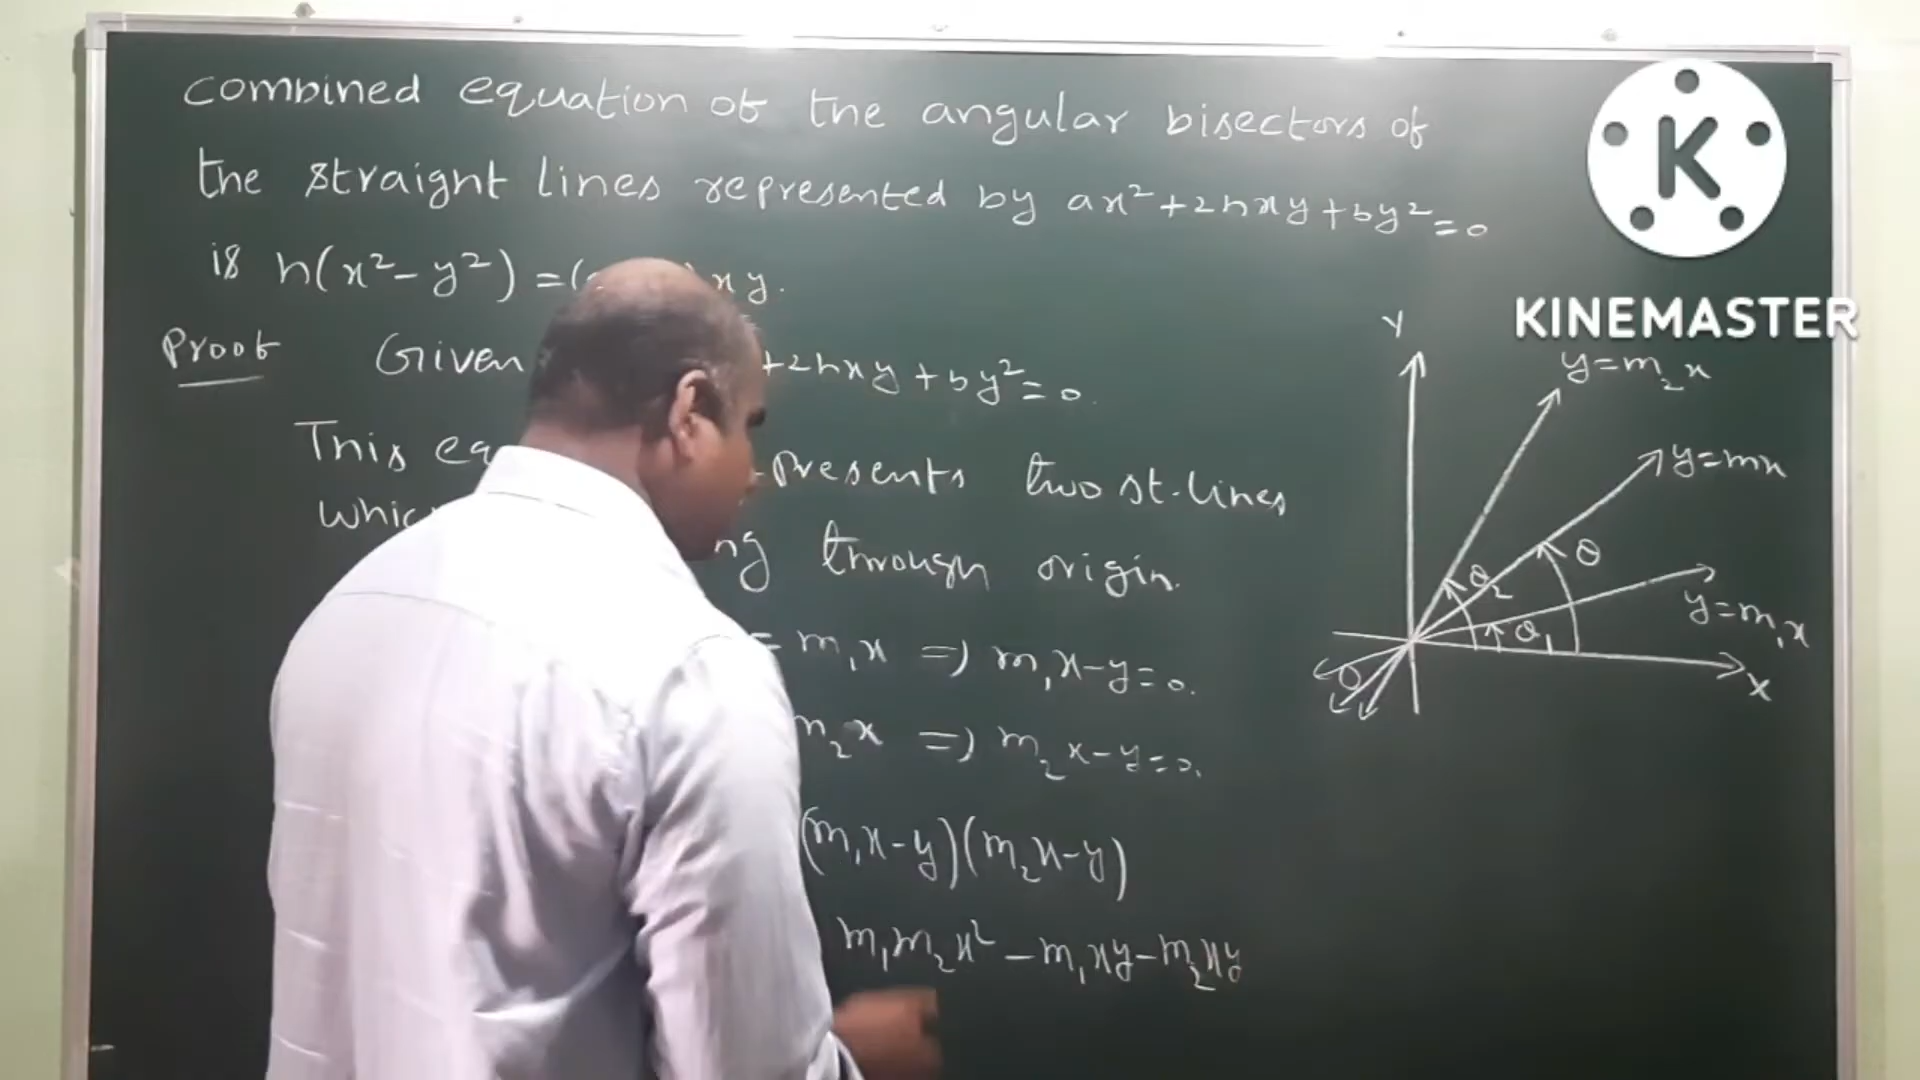 combined equation of the angular bisectors of
the straight lines represented by ax²+2hxy+by²=0
is h(x²-y²)=( xy.
Proof Given +2hxy+by²=0.
This presents two st.lines
through origin.
= m₁x => m₁x-y=0.
m₂x => m₂x-y=0.
(m₁x-y)(m₂x-y)
m₁m₂x² - m₁xy - m₂xy
K
KINEMASTER
Y
y=m₂x
y=mx
θ
θ₂
y=m₁x
θ₁
O
X